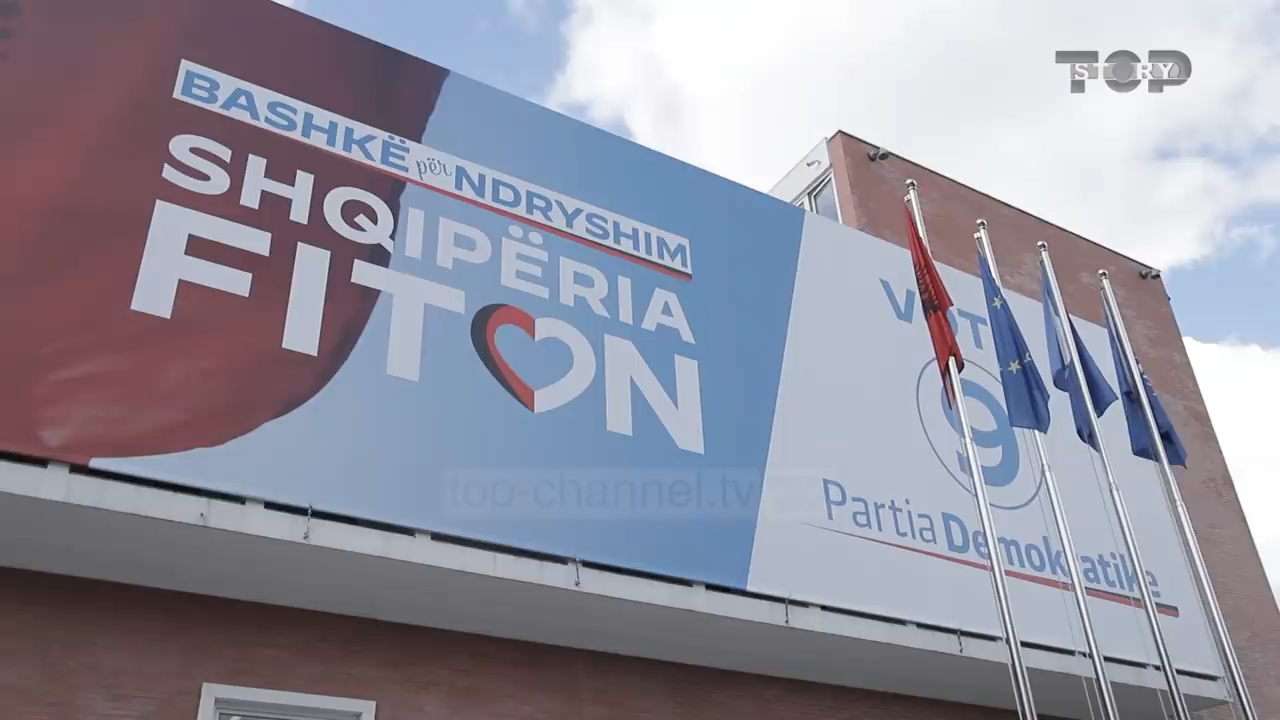 TOP
STORY
BASHKË për NDRYSHIM
SHQIPËRIA
FITON
VOTO
9
Partia Demokratike
top-channel.tv